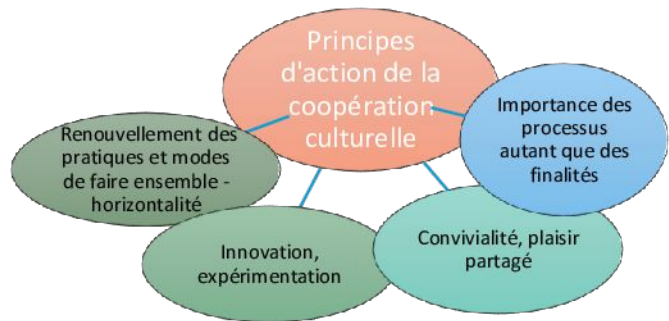 Principes
d'action de la
coopération
culturelle
Renouvellement des
pratiques et modes
de faire ensemble -
horizontalité
Innovation,
expérimentation
Convivialité, plaisir
partagé
Importance des
processus
autant que des
finalités